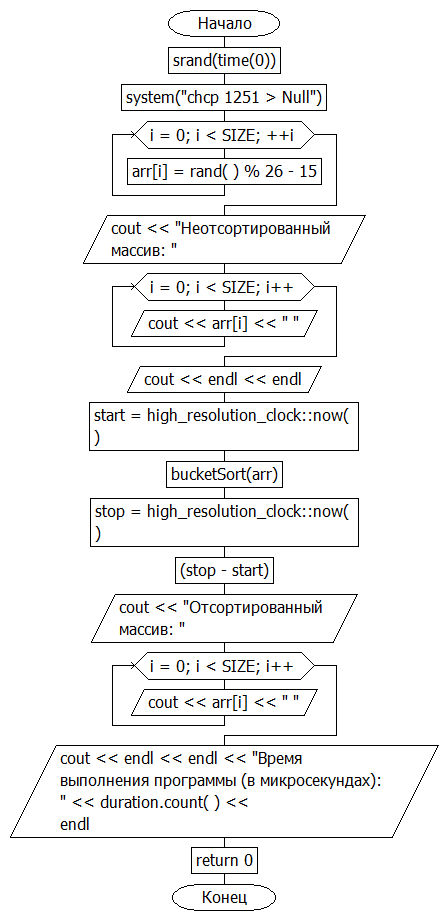 Начало
srand(time(0))
system("chcp 1251 > Null")
i = 0; i < SIZE; ++i
arr[i] = rand( ) % 26 - 15
cout << "Неотсортированный
массив: "
i = 0; i < SIZE; i++
cout << arr[i] << " "
cout << endl << endl
start = high_resolution_clock::now(
)
bucketSort(arr)
stop = high_resolution_clock::now(
)
(stop - start)
cout << "Отсортированный
массив: "
i = 0; i < SIZE; i++
cout << arr[i] << " "
cout << endl << endl << "Время
выполнения программы (в микросекундах):
" << duration.count( ) <<
endl
return 0
Конец